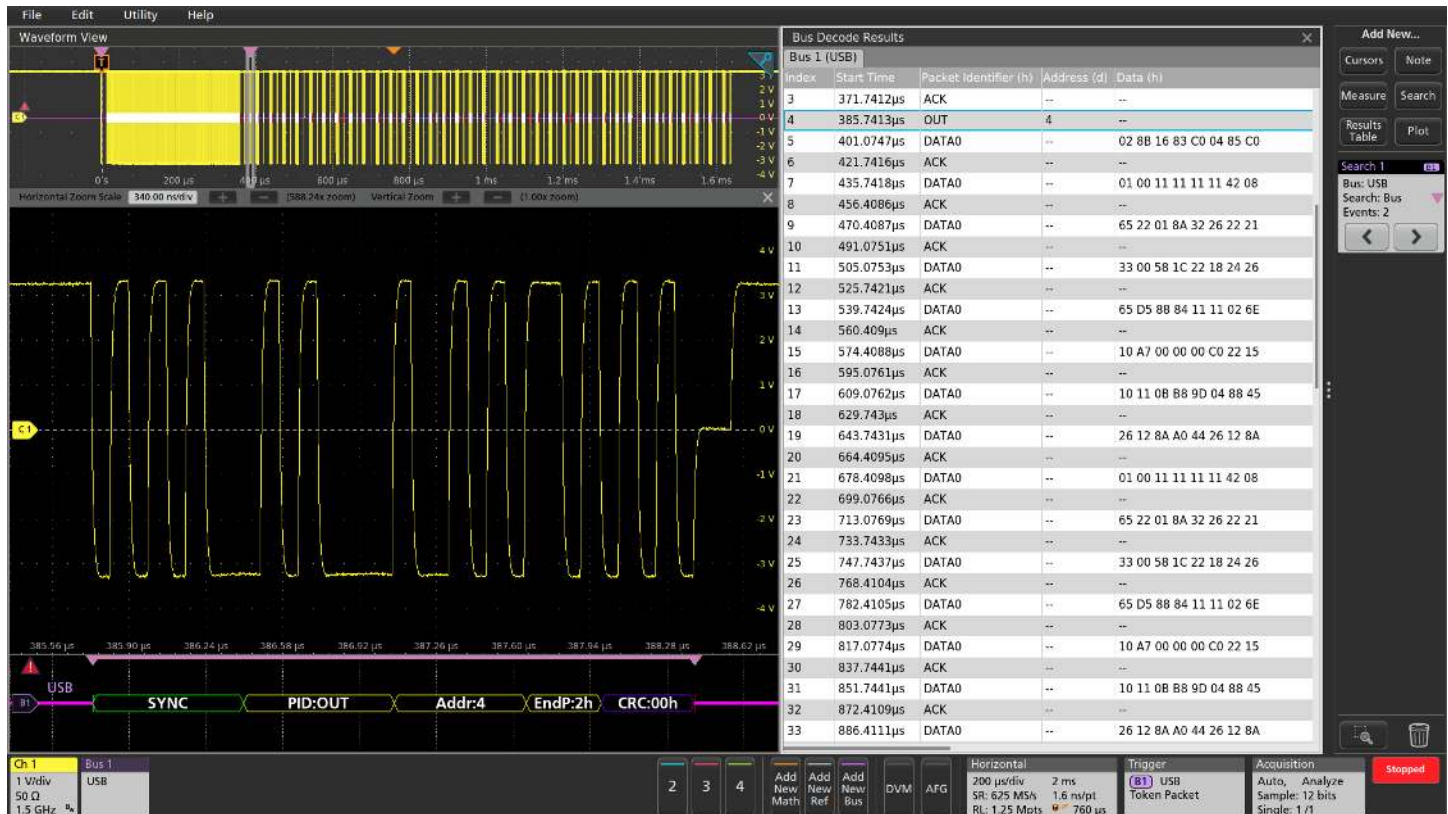 File Edit Utility Help
Waveform View
T
3 V
2 V
1 V
0 V
-1 V
-2 V
-3 V
-4 V
C1
0 s 200 µs 400 µs 600 µs 800 µs 1 ms 1.2 ms 1.4 ms 1.6 ms
Horizontal Zoom Scale 340.00 ns/div + − (588.24x zoom) Vertical Zoom + − (1.00x zoom) ×
4 V
3 V
2 V
1 V
C1
0 V
-1 V
-2 V
-3 V
-4 V
385.56 µs 385.90 µs 386.24 µs 386.58 µs 386.92 µs 387.26 µs 387.60 µs 387.94 µs 388.28 µs 388.62 µs
USB
B1
SYNC PID:OUT Addr:4 EndP:2h CRC:00h
Bus Decode Results ×
Bus 1 (USB)
Index Start Time Packet Identifier (h) Address (d) Data (h)
3 371.7412µs ACK -- --
4 385.7413µs OUT 4 --
5 401.0747µs DATA0 -- 02 8B 16 83 C0 04 85 C0
6 421.7416µs ACK -- --
7 435.7418µs DATA0 -- 01 00 11 11 11 11 42 08
8 456.4086µs ACK -- --
9 470.4087µs DATA0 -- 65 22 01 8A 32 26 22 21
10 491.0751µs ACK -- --
11 505.0753µs DATA0 -- 33 00 58 1C 22 18 24 26
12 525.7421µs ACK -- --
13 539.7424µs DATA0 -- 65 D5 88 84 11 11 02 6E
14 560.409µs ACK -- --
15 574.4088µs DATA0 -- 10 A7 00 00 00 C0 22 15
16 595.0761µs ACK -- --
17 609.0762µs DATA0 -- 10 11 0B B8 9D 04 88 45
18 629.743µs ACK -- --
19 643.7431µs DATA0 -- 26 12 8A A0 44 26 12 8A
20 664.4095µs ACK -- --
21 678.4098µs DATA0 -- 01 00 11 11 11 11 42 08
22 699.0766µs ACK -- --
23 713.0769µs DATA0 -- 65 22 01 8A 32 26 22 21
24 733.7433µs ACK -- --
25 747.7437µs DATA0 -- 33 00 58 1C 22 18 24 26
26 768.4104µs ACK -- --
27 782.4105µs DATA0 -- 65 D5 88 84 11 11 02 6E
28 803.0773µs ACK -- --
29 817.0774µs DATA0 -- 10 A7 00 00 00 C0 22 15
30 837.7441µs ACK -- --
31 851.7441µs DATA0 -- 10 11 0B B8 9D 04 88 45
32 872.4109µs ACK -- --
33 886.4111µs DATA0 -- 26 12 8A A0 44 26 12 8A
Add New...
Cursors Note
Measure Search
Results Table Plot
Search 1 B1
Bus: USB
Search: Bus
Events: 2
Ch 1
1 V/div
50 Ω
1.5 GHz
Bus 1
USB
2 3 4
Add New Math
Add New Ref
Add New Bus
DVM AFG
Horizontal
200 µs/div 2 ms
SR: 625 MS/s 1.6 ns/pt
RL: 1.25 Mpts 760 µs
Trigger
B1 USB
Token Packet
Acquisition
Auto, Analyze
Sample: 12 bits
Single: 1 /1
Stopped